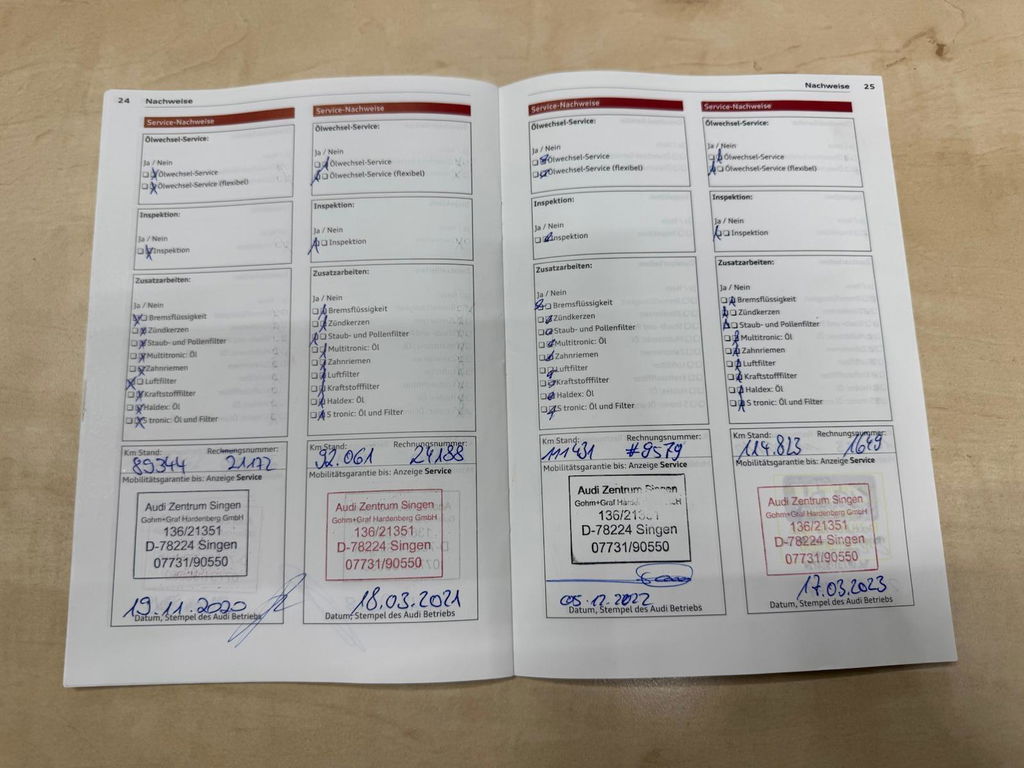 24 Nachweise
Service-Nachweise
Ölwechsel-Service:
Ja / Nein
Ölwechsel-Service
Ölwechsel-Service (flexibel)
Inspektion:
Ja / Nein
Inspektion
Zusatzarbeiten:
Ja / Nein
Bremsflüssigkeit
Zündkerzen
Staub- und Pollenfilter
Multitronic: Öl
Zahnriemen
Luftfilter
Kraftstofffilter
Haldex: Öl
S tronic: Öl und Filter
Km Stand: Rechnungsnummer:
89344 21172
Mobilitätsgarantie bis: Anzeige Service
Audi Zentrum Singen
Gohm+Graf Hardenberg GmbH
136/21351
D-78224 Singen
07731/90550
19.11.2020
Datum, Stempel des Audi Betriebs
Service-Nachweise
Ölwechsel-Service:
Ja / Nein
Ölwechsel-Service
Ölwechsel-Service (flexibel)
Inspektion:
Ja / Nein
Inspektion
Zusatzarbeiten:
Ja / Nein
Bremsflüssigkeit
Zündkerzen
Staub- und Pollenfilter
Multitronic: Öl
Zahnriemen
Luftfilter
Kraftstofffilter
Haldex: Öl
S tronic: Öl und Filter
Km Stand: Rechnungsnummer:
92.061 24188
Mobilitätsgarantie bis: Anzeige Service
Audi Zentrum Singen
Gohm+Graf Hardenberg GmbH
136/21351
D-78224 Singen
07731/90550
18.03.2021
Datum, Stempel des Audi Betriebs
Nachweise 25
Service-Nachweise
Ölwechsel-Service:
Ja / Nein
Ölwechsel-Service
Ölwechsel-Service (flexibel)
Inspektion:
Ja / Nein
Inspektion
Zusatzarbeiten:
Ja / Nein
Bremsflüssigkeit
Zündkerzen
Staub- und Pollenfilter
Multitronic: Öl
Zahnriemen
Luftfilter
Kraftstofffilter
Haldex: Öl
S tronic: Öl und Filter
Km Stand: Rechnungsnummer:
111431 #9579
Mobilitätsgarantie bis: Anzeige Service
Audi Zentrum Singen
Gohm+Graf Hardenberg GmbH
136/21351
D-78224 Singen
07731/90550
05.12.2022
Datum, Stempel des Audi Betriebs
Service-Nachweise
Ölwechsel-Service:
Ja / Nein
Ölwechsel-Service
Ölwechsel-Service (flexibel)
Inspektion:
Ja / Nein
Inspektion
Zusatzarbeiten:
Ja / Nein
Bremsflüssigkeit
Zündkerzen
Staub- und Pollenfilter
Multitronic: Öl
Zahnriemen
Luftfilter
Kraftstofffilter
Haldex: Öl
S tronic: Öl und Filter
Km Stand: Rechnungsnummer:
114.823 1649
Mobilitätsgarantie bis: Anzeige Service
Audi Zentrum Singen
Gohm+Graf Hardenberg GmbH
136/21351
D-78224 Singen
07731/90550
17.03.2023
Datum, Stempel des Audi Betriebs